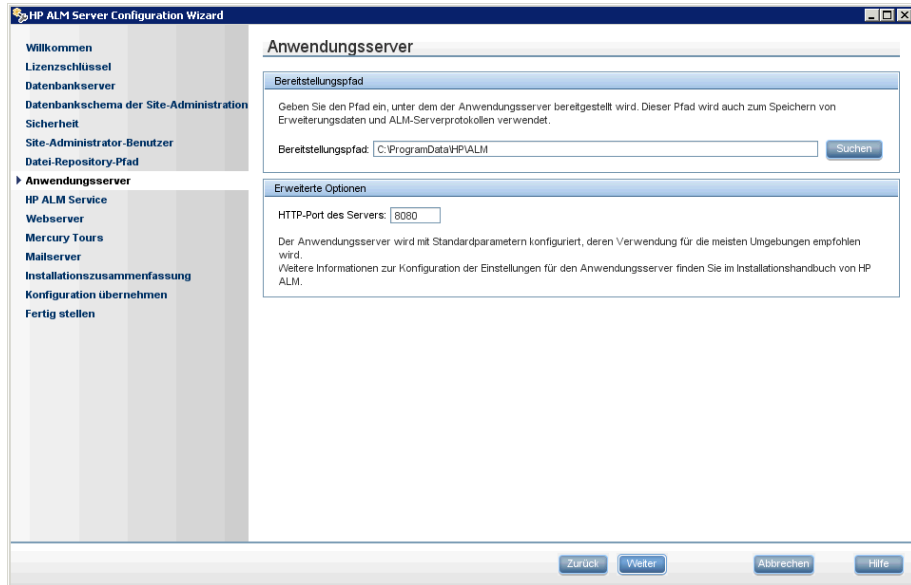 HP ALM Server Configuration Wizard
Willkommen
Lizenzschlüssel
Datenbankserver
Datenbankschema der Site-Administration
Sicherheit
Site-Administrator-Benutzer
Datei-Repository-Pfad
Anwendungsserver
HP ALM Service
Webserver
Mercury Tours
Mailserver
Installationszusammenfassung
Konfiguration übernehmen
Fertig stellen
Anwendungsserver
Bereitstellungspfad
Geben Sie den Pfad ein, unter dem der Anwendungsserver bereitgestellt wird. Dieser Pfad wird auch zum Speichern von
Erweiterungsdaten und ALM-Serverprotokollen verwendet.
Bereitstellungspfad: C:\ProgramData\HP\ALM Suchen
Erweiterte Optionen
HTTP-Port des Servers: 8080
Der Anwendungsserver wird mit Standardparametern konfiguriert, deren Verwendung für die meisten Umgebungen empfohlen
wird.
Weitere Informationen zur Konfiguration der Einstellungen für den Anwendungsserver finden Sie im Installationshandbuch von HP
ALM.
Zurück Weiter Abbrechen Hilfe